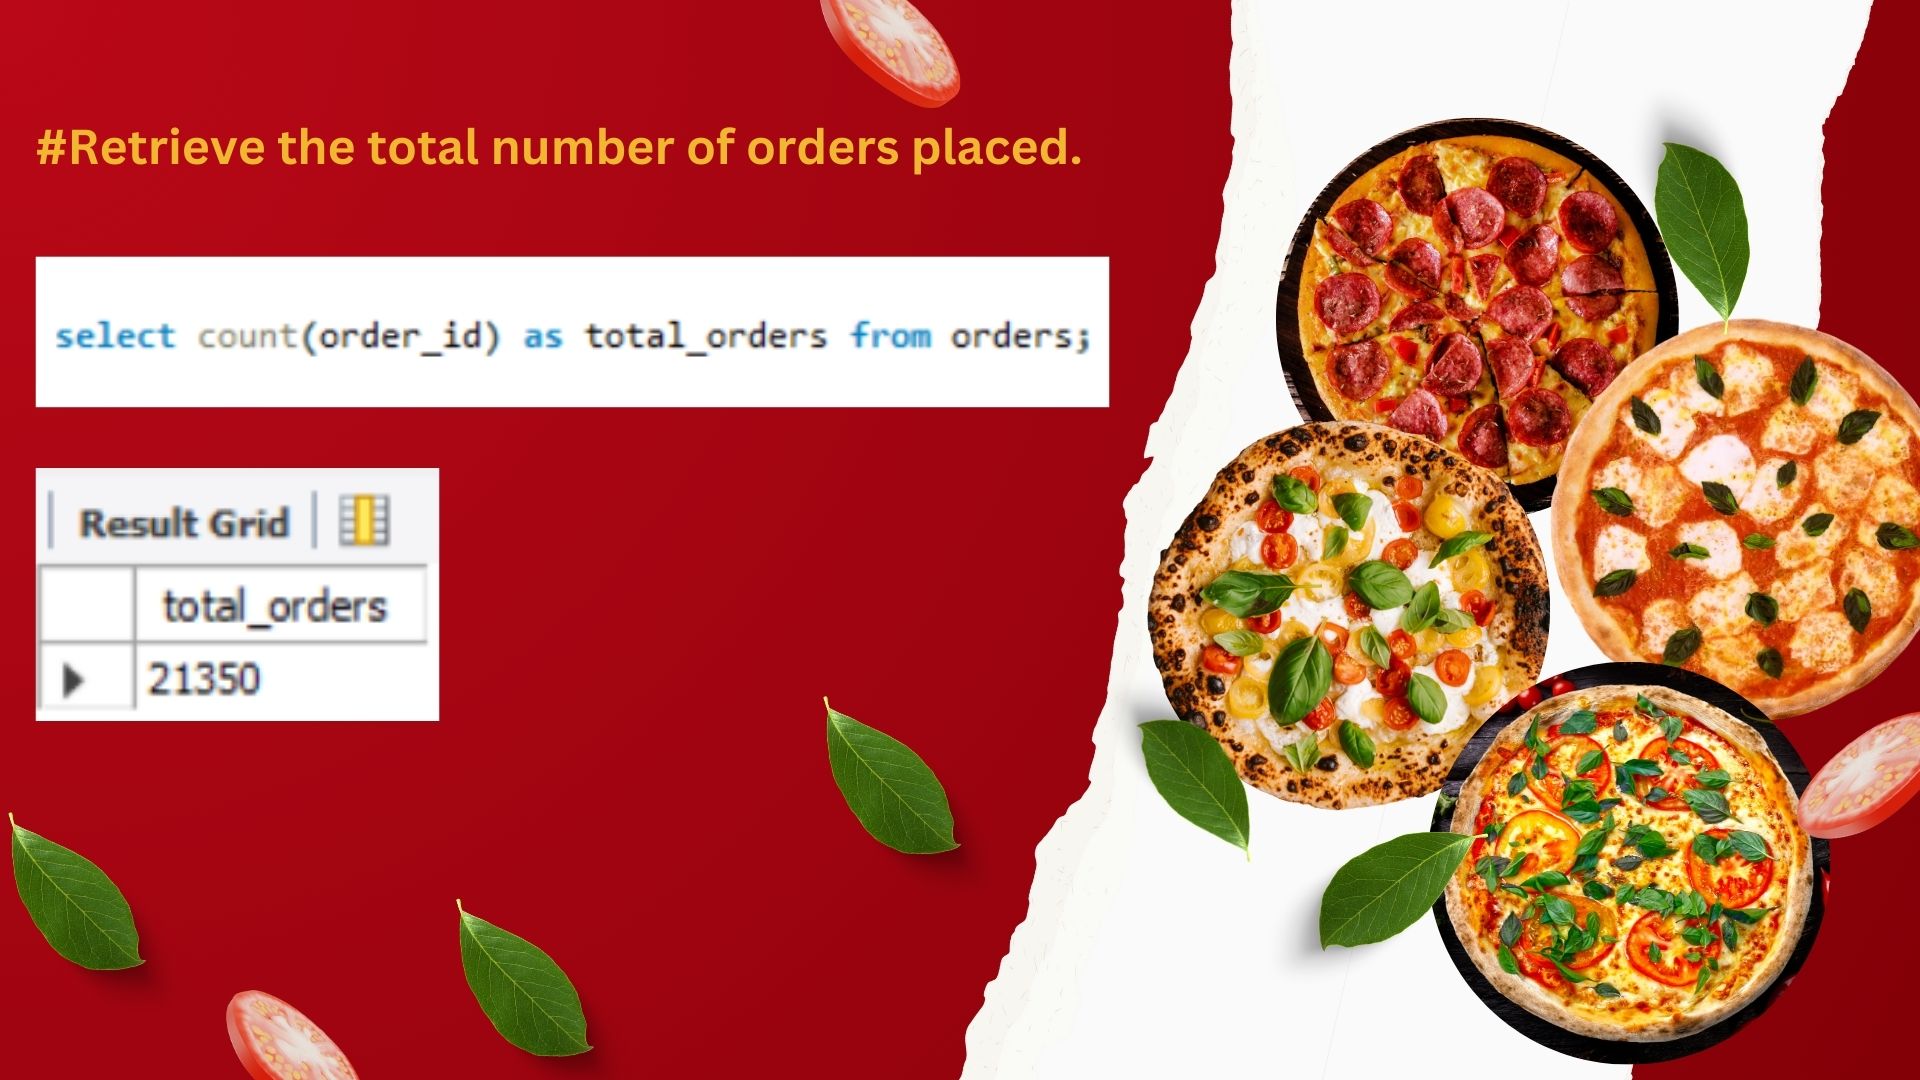 #Retrieve the total number of orders placed.
select count(order_id) as total_orders from orders;
Result Grid
total_orders
21350